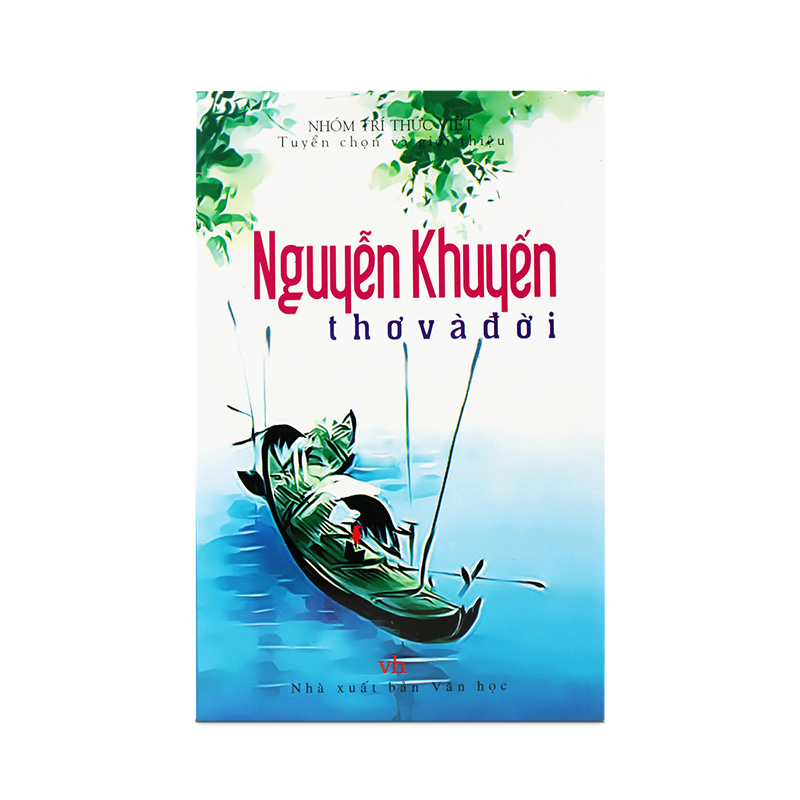 NHÓM TRÍ THỨC VIỆT
Tuyển chọn và giới thiệu
Nguyễn Khuyến
thơ và đời
vh
Nhà xuất bản Văn học